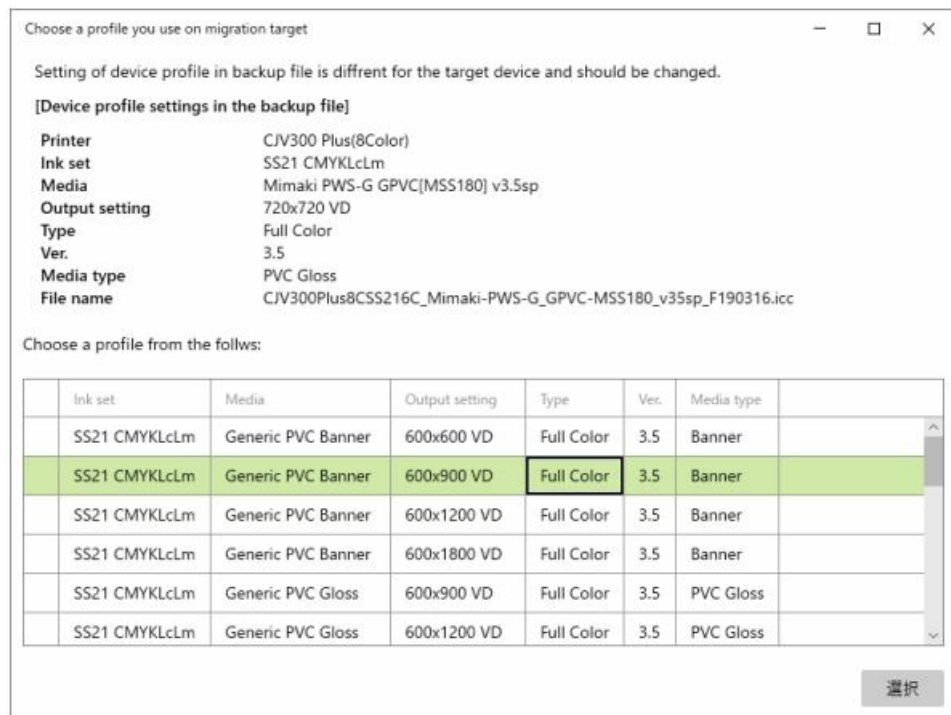 Choose a profile you use on migration target
Setting of device profile in backup file is diffrent for the target device and should be changed.
[Device profile settings in the backup file]
Printer CJV300 Plus(8Color)
Ink set SS21 CMYKLcLm
Media Mimaki PWS-G GPVC[MSS180] v3.5sp
Output setting 720x720 VD
Type Full Color
Ver. 3.5
Media type PVC Gloss
File name CJV300Plus8CSS216C_Mimaki-PWS-G_GPVC-MSS180_v35sp_F190316.icc
Choose a profile from the follws:
Ink set Media Output setting Type Ver. Media type
SS21 CMYKLcLm Generic PVC Banner 600x600 VD Full Color 3.5 Banner
SS21 CMYKLcLm Generic PVC Banner 600x900 VD Full Color 3.5 Banner
SS21 CMYKLcLm Generic PVC Banner 600x1200 VD Full Color 3.5 Banner
SS21 CMYKLcLm Generic PVC Banner 600x1800 VD Full Color 3.5 Banner
SS21 CMYKLcLm Generic PVC Gloss 600x900 VD Full Color 3.5 PVC Gloss
SS21 CMYKLcLm Generic PVC Gloss 600x1200 VD Full Color 3.5 PVC Gloss
選択